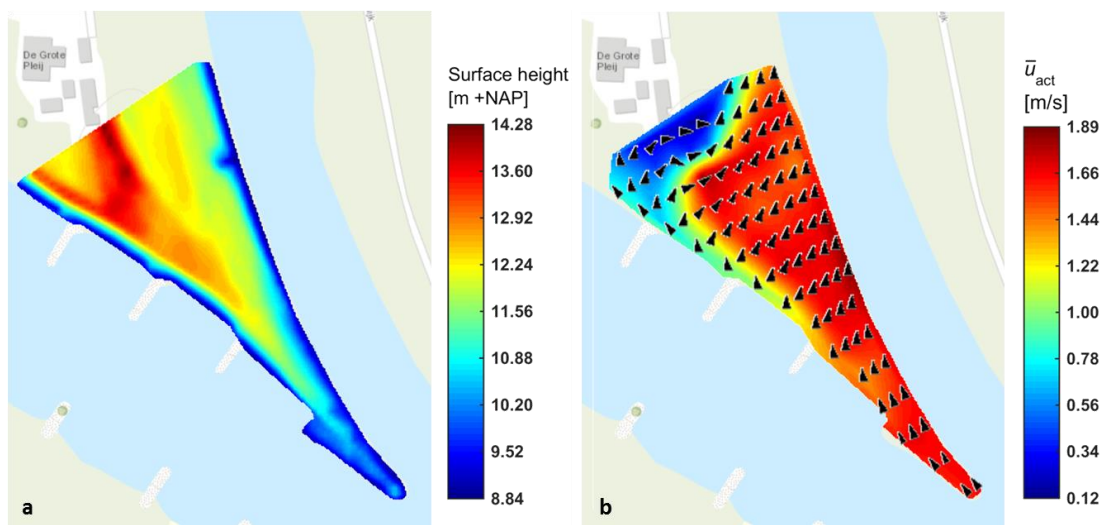 De Grote
Pleij
Surface height
[m +NAP]
14.28
13.60
12.92
12.24
11.56
10.88
10.20
9.52
8.84
a
De Grote
Pleij
ūact
[m/s]
1.89
1.66
1.44
1.22
1.00
0.78
0.56
0.34
0.12
b